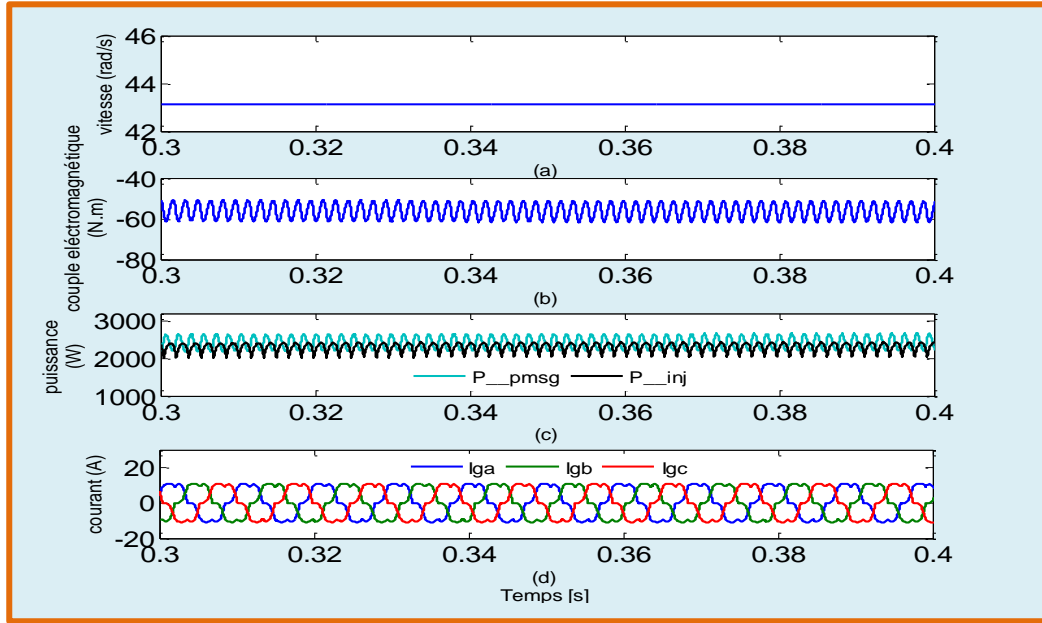 46
44
42
vitesse (rad/s)
0.3 0.32 0.34 0.36 0.38 0.4
(a)
-40
-60
-80
couple eléctromagnétique
(N.m)
0.3 0.32 0.34 0.36 0.38 0.4
(b)
3000
2000
1000
puissance
(W)
P__pmsg P__inj
0.3 0.32 0.34 0.36 0.38 0.4
(c)
20
0
-20
courant (A)
Iga Igb Igc
0.3 0.32 0.34 0.36 0.38 0.4
(d)
Temps [s]